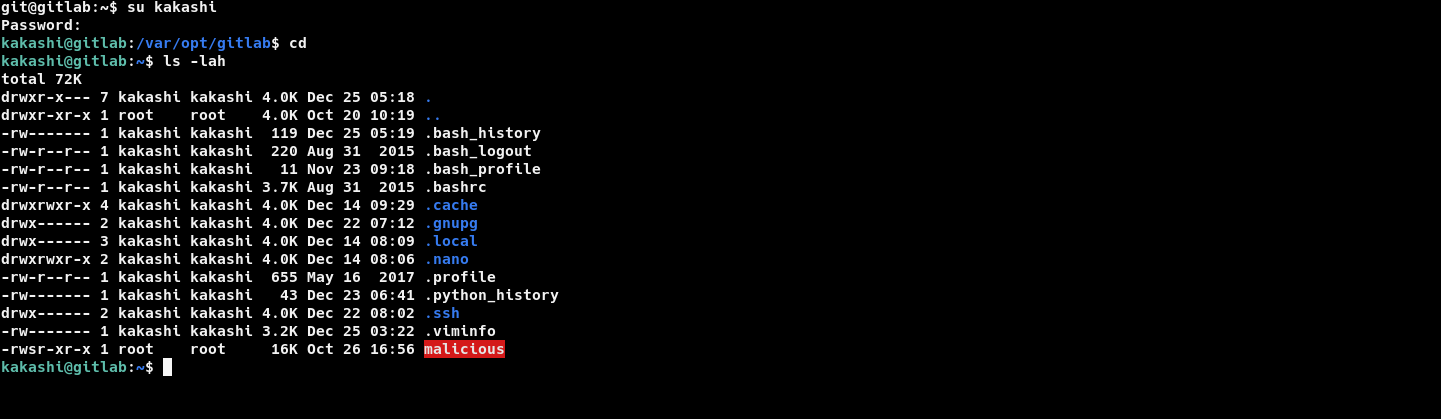 git@gitlab:~$ su kakashi
Password:
kakashi@gitlab:/var/opt/gitlab$ cd
kakashi@gitlab:~$ ls -lah
total 72K
drwxr-x--- 7 kakashi kakashi 4.0K Dec 25 05:18 .
drwxr-xr-x 1 root    root    4.0K Oct 20 10:19 ..
-rw------- 1 kakashi kakashi  119 Dec 25 05:19 .bash_history
-rw-r--r-- 1 kakashi kakashi  220 Aug 31  2015 .bash_logout
-rw-r--r-- 1 kakashi kakashi   11 Nov 23 09:18 .bash_profile
-rw-r--r-- 1 kakashi kakashi 3.7K Aug 31  2015 .bashrc
drwxrwxr-x 4 kakashi kakashi 4.0K Dec 14 09:29 .cache
drwx------ 2 kakashi kakashi 4.0K Dec 22 07:12 .gnupg
drwx------ 3 kakashi kakashi 4.0K Dec 14 08:09 .local
drwxrwxr-x 2 kakashi kakashi 4.0K Dec 14 08:06 .nano
-rw-r--r-- 1 kakashi kakashi  655 May 16  2017 .profile
-rw------- 1 kakashi kakashi   43 Dec 23 06:41 .python_history
drwx------ 2 kakashi kakashi 4.0K Dec 22 08:02 .ssh
-rw------- 1 kakashi kakashi 3.2K Dec 25 03:22 .viminfo
-rwsr-xr-x 1 root    root     16K Oct 26 16:56 malicious
kakashi@gitlab:~$